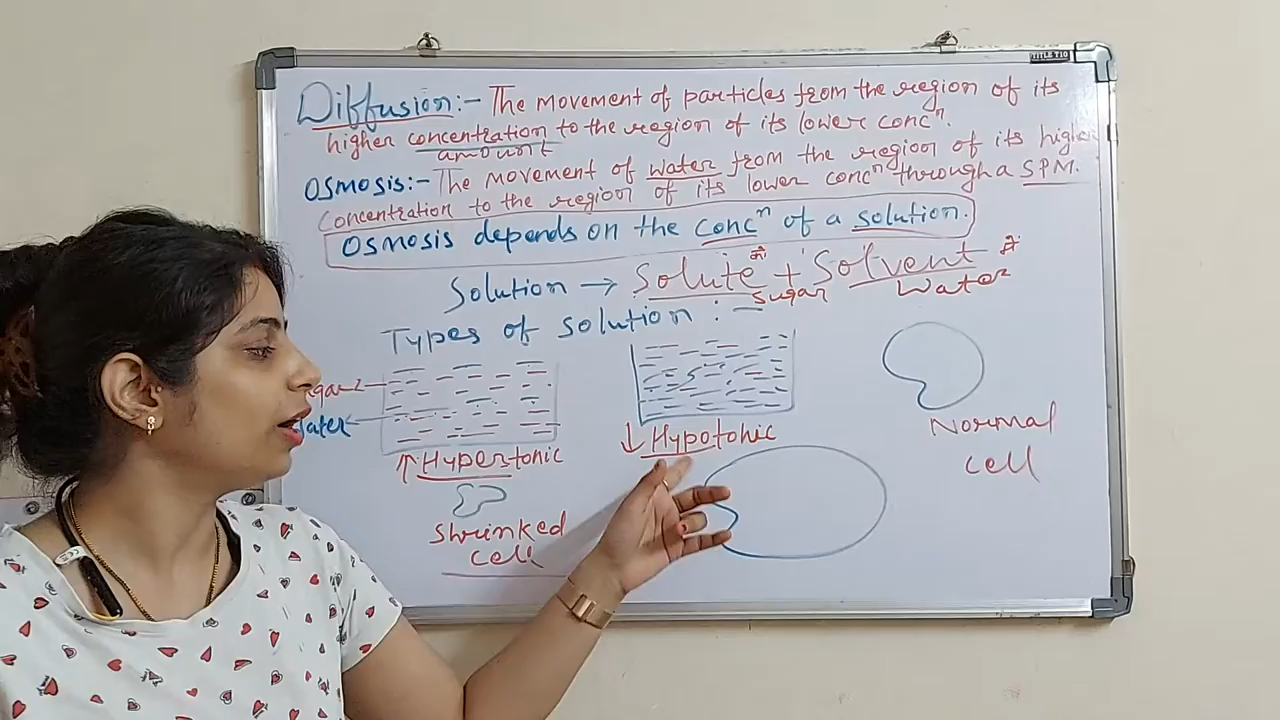 TITLE T10
Diffusion:- The movement of particles from the region of its
higher concentration to the region of its lower concⁿ.
amount
Osmosis:- The movement of water from the region of its higher
concentration to the region of its lower concⁿ through a SPM.
Osmosis depends on the concⁿ of a solution.
Solution → Solute को + Solvent में
Sugar Water
Types of solution :-
↑ Hypertonic
↓ Hypotonic
Normal
cell
Shrinked
cell